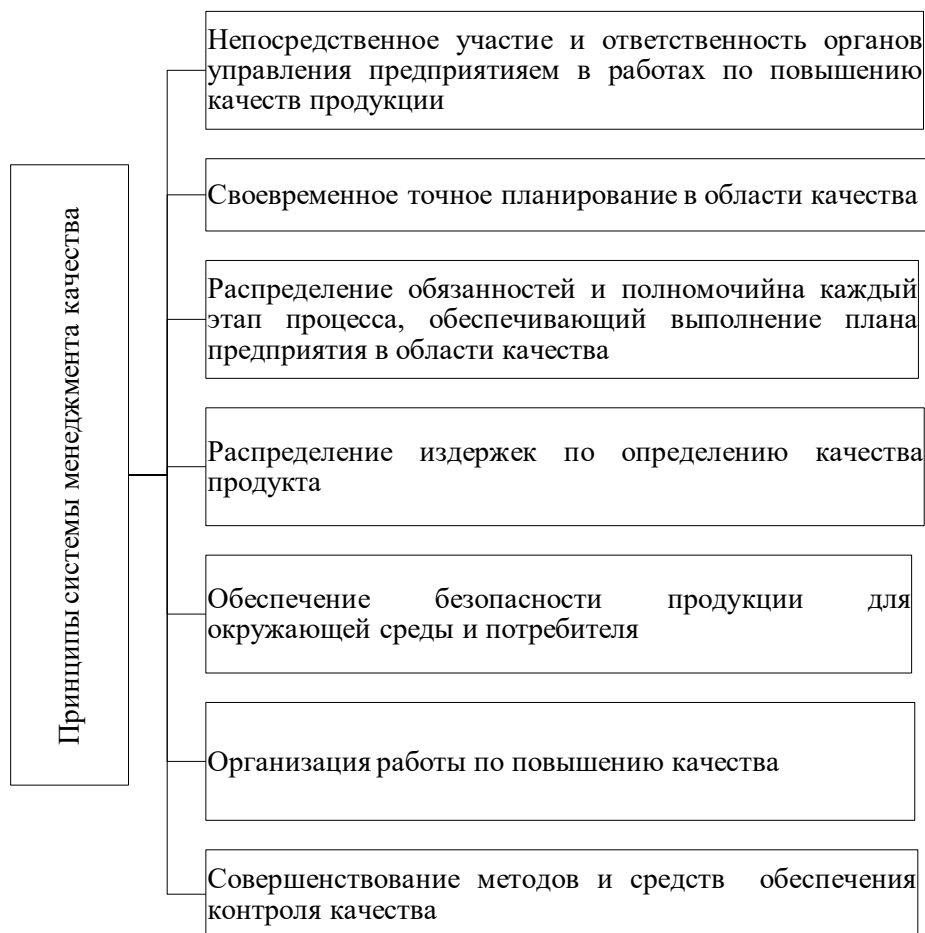 Принципы системы менеджмента качества
Непосредственное участие и ответственность органов
управления предприятияем в работах по повышению
качеств продукции
Своевременное точное планирование в области качества
Распределение обязанностей и полномочийна каждый
этап процесса, обеспечивающий выполнение плана
предприятия в области качества
Распределение издержек по определению качества
продукта
Обеспечение безопасности продукции для
окружающей среды и потребителя
Организация работы по повышению качества
Совершенствование методов и средств обеспечения
контроля качества